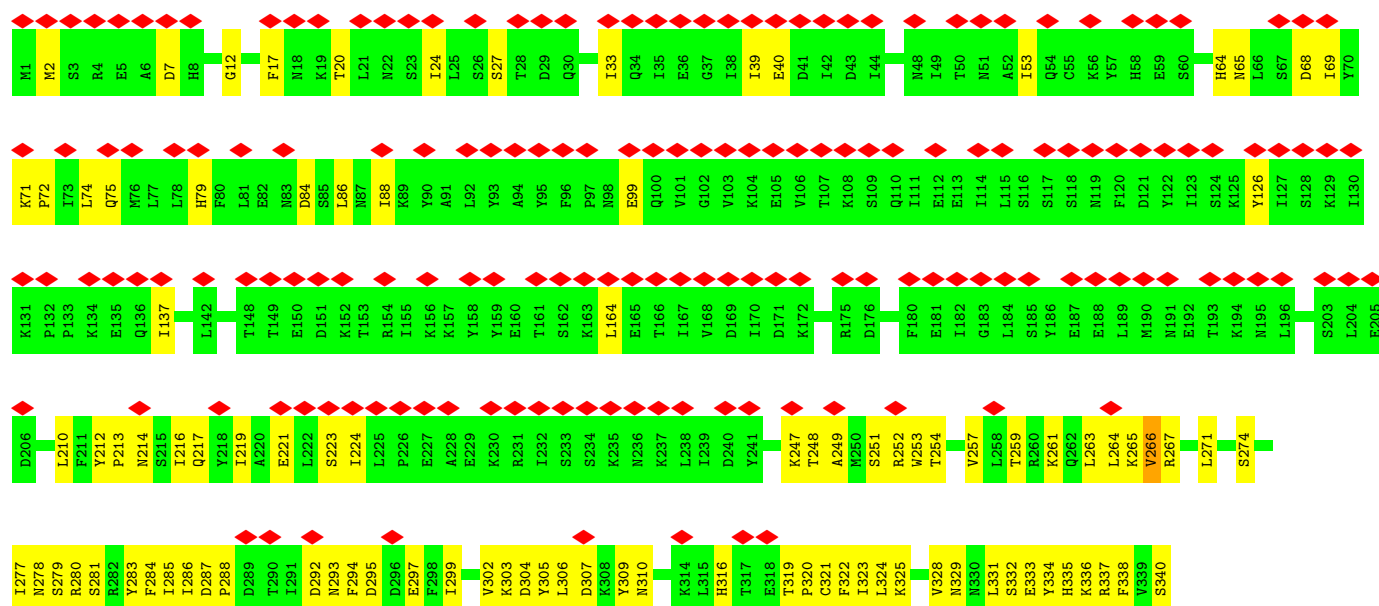 M1 M2 S3 R4 E5 A6 D7 H8 G12 F17 N18 K19 T20 L21 N22 S23 I24 L25 S26 S27 T28 D29 Q30 I33 Q34 I35 E36 G37 I38 I39 E40 D41 I42 D43 I44 N48 I49 T50 N51 A52 I53 Q54 C55 K56 Y57 H58 E59 S60 H64 N65 L66 S67 D68 I69 Y70
K71 P72 I73 L74 Q75 M76 L77 L78 H79 F80 L81 E82 N83 D84 S85 L86 N87 I88 K89 Y90 A91 L92 Y93 A94 Y95 F96 P97 N98 E99 Q100 V101 G102 V103 K104 E105 V106 T107 K108 S109 Q110 I111 E112 E113 I114 L115 S116 S117 S118 N119 F120 D121 Y122 I123 S124 K125 Y126 I127 S128 K129 I130
K131 P132 P133 K134 E135 Q136 I137 L142 T148 T149 E150 D151 K152 T153 R154 I155 K156 K157 Y158 Y159 E160 T161 S162 K163 L164 E165 T166 I167 V168 D169 I170 D171 K172 R175 D176 F180 E181 I182 G183 L184 S185 Y186 E187 E188 L189 M190 N191 E192 T193 K194 N195 L196 S203 L204 E205
D206 L210 F211 Y212 P213 N214 S215 I216 Q217 Y218 I219 A220 E221 L222 S223 I224 L225 P226 E227 A228 E229 K230 R231 I232 S233 S234 K235 N236 K237 L238 I239 D240 Y241 K247 T248 A249 M250 S251 R252 W253 T254 V257 L258 T259 R260 K261 Q262 L263 L264 K265 V266 R267 L271 S274
I277 N278 S279 R280 S281 R282 Y283 F284 I285 I286 D287 P288 D289 T290 I291 D292 N293 F294 D295 D296 E297 F298 I299 V302 K303 D304 Y305 L306 D307 K308 Y309 N310 K314 L315 H316 T317 E318 T319 P320 C321 F322 I323 L324 K325 V328 N329 N330 L331 S332 E333 Y334 H335 K336 R337 F338 V339 S340